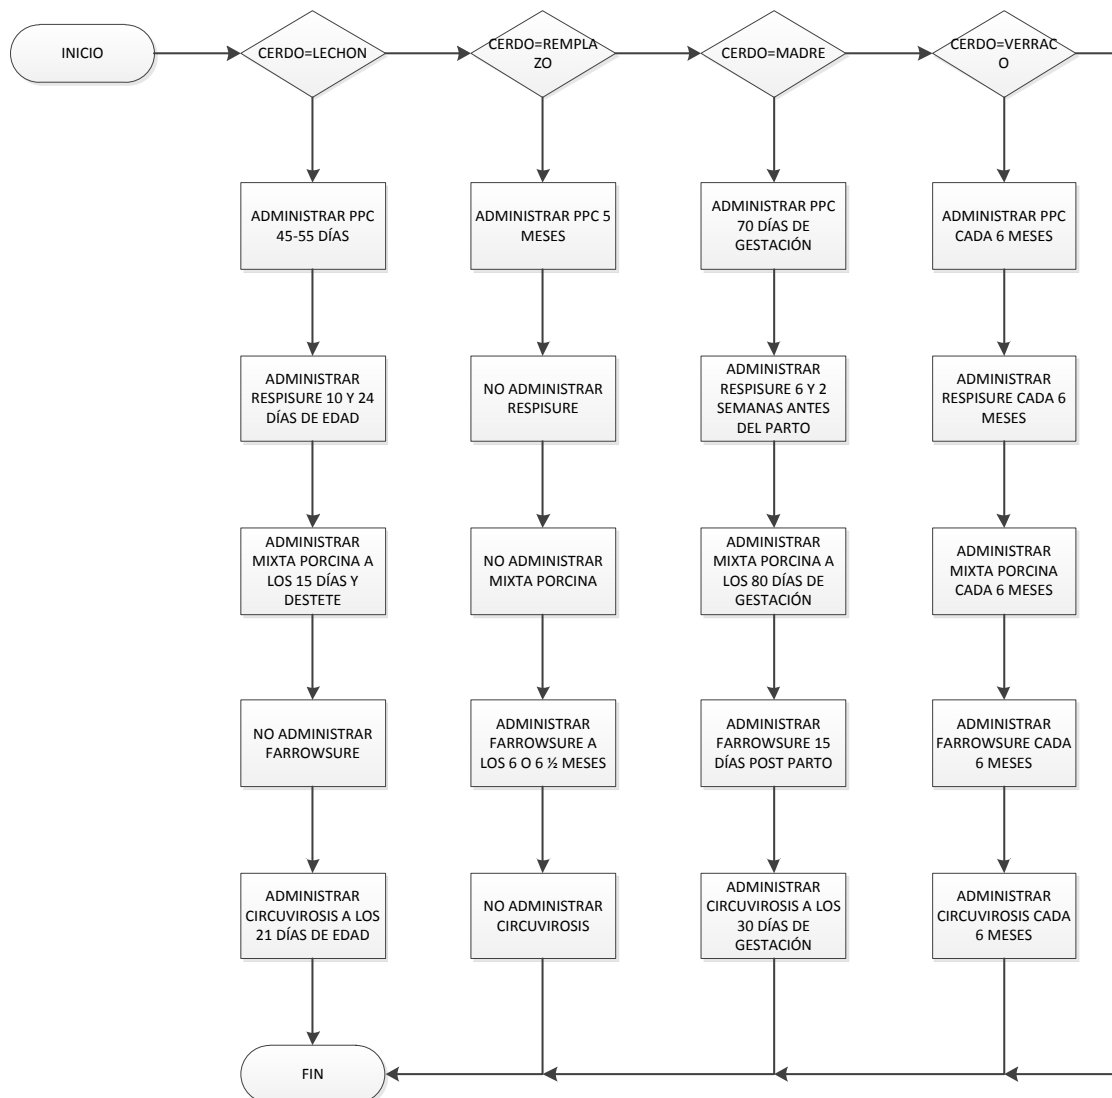 INICIO
CERDO=LECHON
CERDO=REMPLA
ZO
CERDO=MADRE
CERDO=VERRAC
O
ADMINISTRAR PPC
45-55 DÍAS
ADMINISTRAR PPC 5
MESES
ADMINISTRAR PPC
70 DÍAS DE
GESTACIÓN
ADMINISTRAR PPC
CADA 6 MESES
ADMINISTRAR
RESPISURE 10 Y 24
DÍAS DE EDAD
NO ADMINISTRAR
RESPISURE
ADMINISTRAR
RESPISURE 6 Y 2
SEMANAS ANTES
DEL PARTO
ADMINISTRAR
RESPISURE CADA 6
MESES
ADMINISTRAR
MIXTA PORCINA A
LOS 15 DÍAS Y
DESTETE
NO ADMINISTRAR
MIXTA PORCINA
ADMINISTRAR
MIXTA PORCINA A
LOS 80 DÍAS DE
GESTACIÓN
ADMINISTRAR
MIXTA PORCINA
CADA 6 MESES
NO ADMINISTRAR
FARROWSURE
ADMINISTRAR
FARROWSURE A
LOS 6 O 6 ½ MESES
ADMINISTRAR
FARROWSURE 15
DÍAS POST PARTO
ADMINISTRAR
FARROWSURE CADA
6 MESES
ADMINISTRAR
CIRCUVIROSIS A LOS
21 DÍAS DE EDAD
NO ADMINISTRAR
CIRCUVIROSIS
ADMINISTRAR
CIRCUVIROSIS A LOS
30 DÍAS DE
GESTACIÓN
ADMINISTRAR
CIRCUVIROSIS CADA
6 MESES
FIN